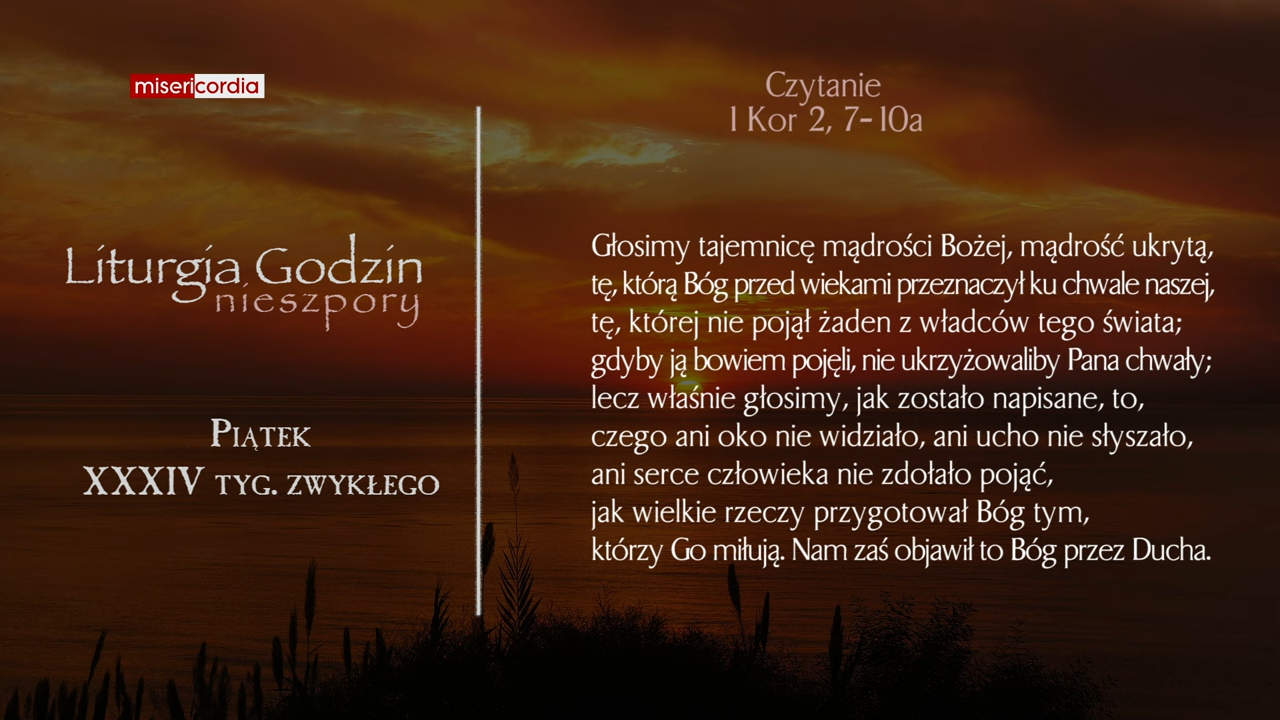 misericordia
Liturgia Godzin
nieszpory
Piątek
XXXIV tyg. zwykłego
Czytanie
1 Kor 2, 7-10a
Głosimy tajemnicę mądrości Bożej, mądrość ukrytą,
tę, którą Bóg przed wiekami przeznaczył ku chwale naszej,
tę, której nie pojął żaden z władców tego świata;
gdyby ją bowiem pojęli, nie ukrzyżowaliby Pana chwały;
lecz właśnie głosimy, jak zostało napisane, to,
czego ani oko nie widziało, ani ucho nie słyszało,
ani serce człowieka nie zdołało pojąć,
jak wielkie rzeczy przygotował Bóg tym,
którzy Go miłują. Nam zaś objawił to Bóg przez Ducha.